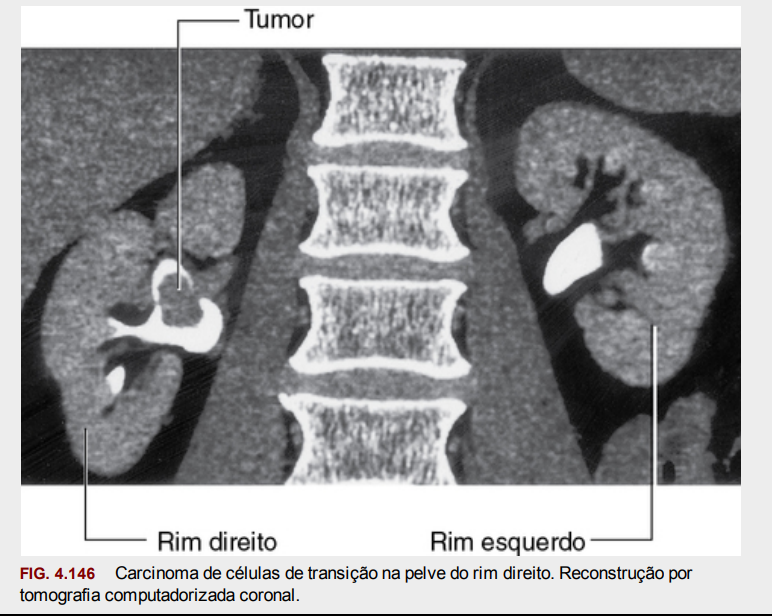 Tumor
Rim direito
Rim esquerdo
FIG. 4.146 Carcinoma de células de transição na pelve do rim direito. Reconstrução por
tomografia computadorizada coronal.